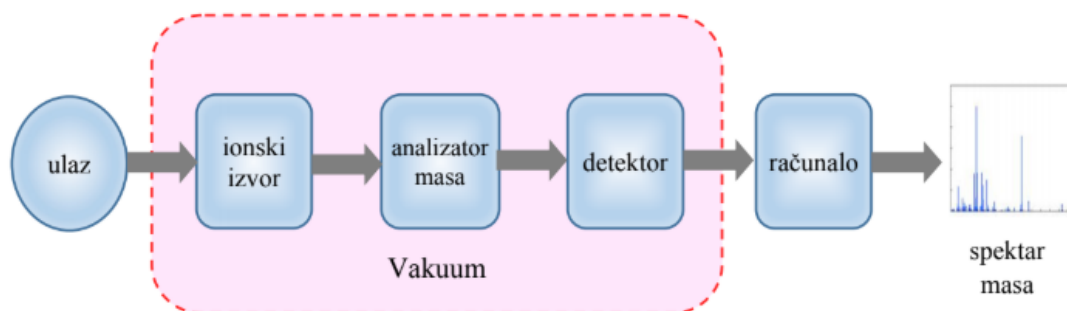 ulaz
ionski
izvor
analizator
masa
detektor
računalo
Vakuum
spektar
masa